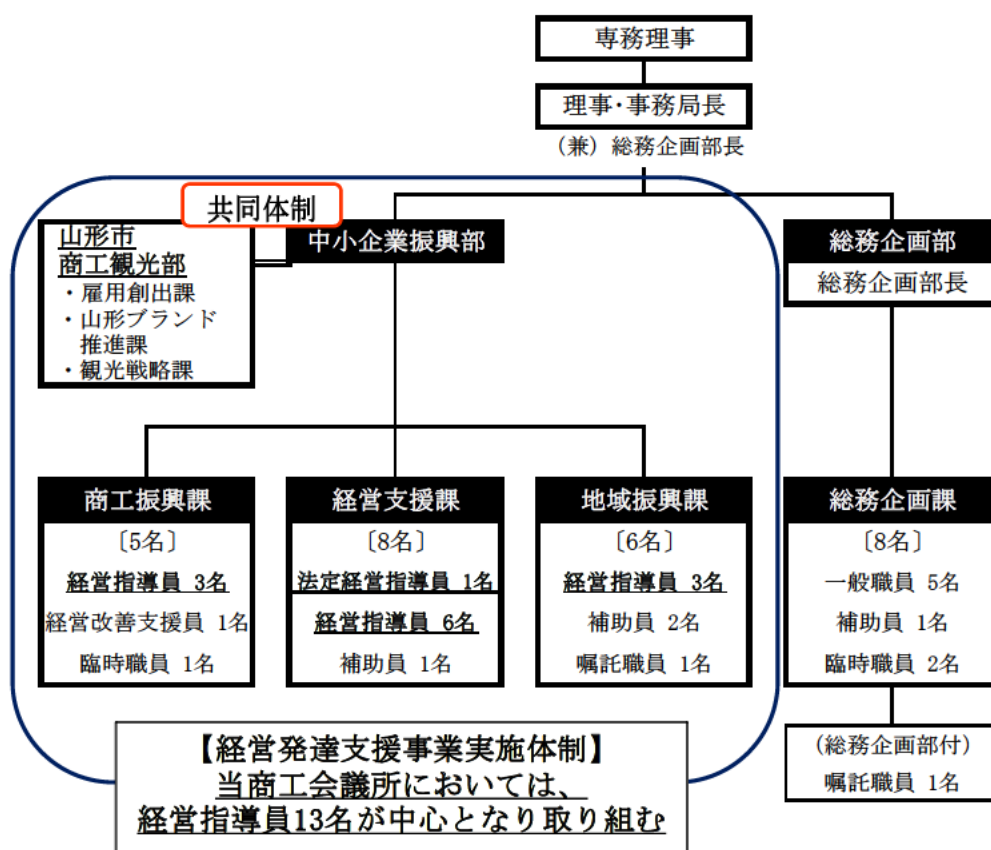 専務理事
理事・事務局長
(兼) 総務企画部長
共同体制
山形市
商工観光部
・雇用創出課
・山形ブランド
推進課
・観光戦略課
中小企業振興部
総務企画部
総務企画部長
商工振興課
〔5名〕
経営指導員 3名
経営改善支援員 1名
臨時職員 1名
経営支援課
〔8名〕
法定経営指導員 1名
経営指導員 6名
補助員 1名
地域振興課
〔6名〕
経営指導員 3名
補助員 2名
嘱託職員 1名
総務企画課
〔8名〕
一般職員 5名
補助員 1名
臨時職員 2名
(総務企画部付)
嘱託職員 1名
【経営発達支援事業実施体制】
当商工会議所においては、
経営指導員13名が中心となり取り組む